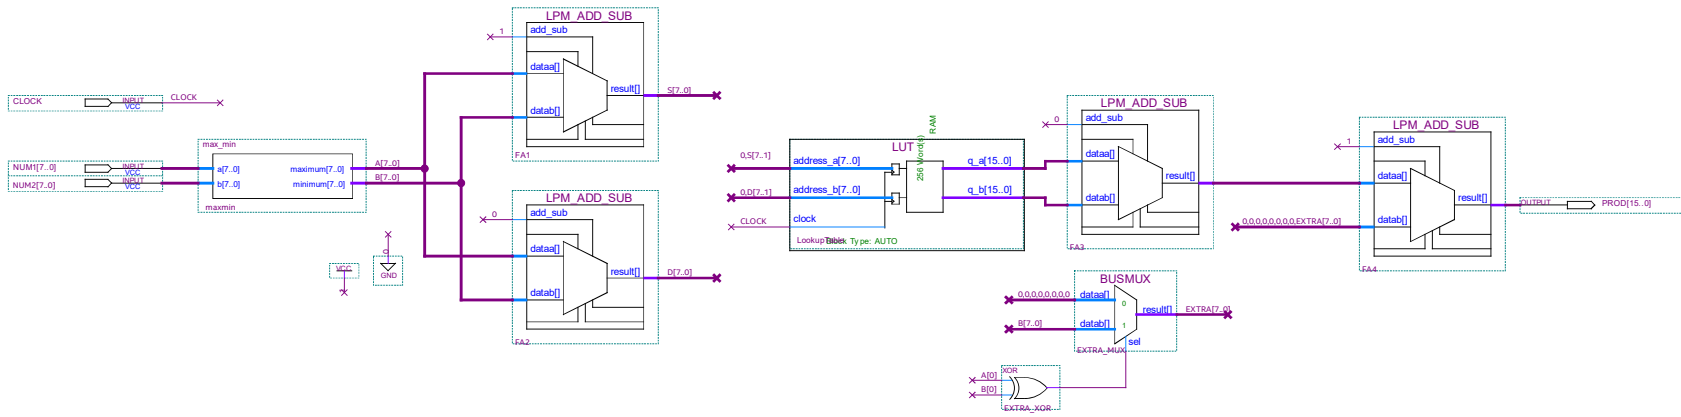 CLOCK
INPUT
VCC
CLOCK
NUM1[7..0]
INPUT
VCC
NUM2[7..0]
INPUT
VCC
max_min
a[7..0]
b[7..0]
maximum[7..0]
minimum[7..0]
maxmin
A[7..0]
B[7..0]
VCC
1
0
GND
LPM_ADD_SUB
1
add_sub
dataa[]
datab[]
result[]
FA1
S[7..0]
LPM_ADD_SUB
0
add_sub
dataa[]
datab[]
result[]
FA2
D[7..0]
LUT
0,S[7..1]
address_a[7..0]
0,D[7..1]
address_b[7..0]
CLOCK
clock
256 Word(s)
RAM
q_a[15..0]
q_b[15..0]
Block Type: AUTO
LPM_ADD_SUB
0
add_sub
dataa[]
datab[]
result[]
FA3
BUSMUX
0,0,0,0,0,0,0,0
dataa[]
0
B[7..0]
datab[]
1
result[]
sel
EXTRA[7..0]
EXTRA_MUX
XOR
A[0]
B[0]
EXTRA_XOR
LPM_ADD_SUB
1
add_sub
dataa[]
0,0,0,0,0,0,0,0,EXTRA[7..0]
datab[]
result[]
FA4
OUTPUT
PROD[15..0]